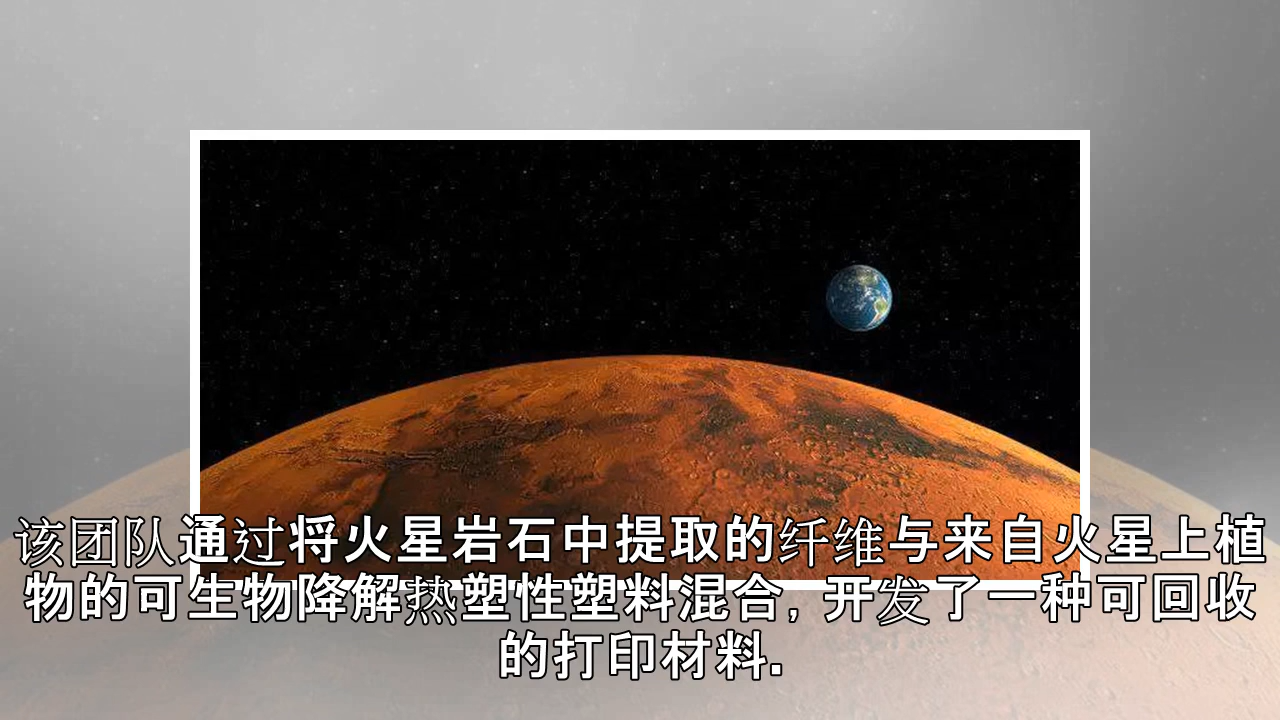 该团队通过将火星岩石中提取的纤维与来自火星上植
物的可生物降解热塑性塑料混合, 开发了一种可回收
的打印材料.